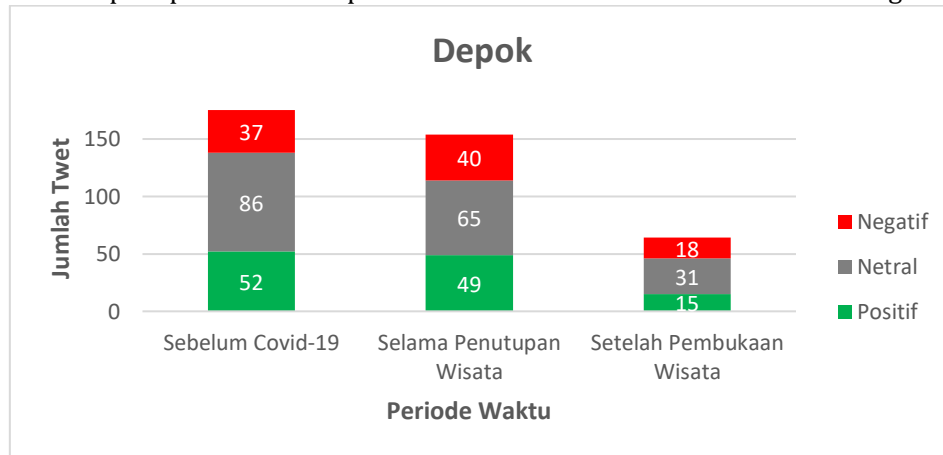 Depok
Jumlah Twet
150
100
50
0
37
86
52
40
65
49
18
31
15
Sebelum Covid-19
Selama Penutupan
Wisata
Setelah Pembukaan
Wisata
Periode Waktu
Negatif
Netral
Positif